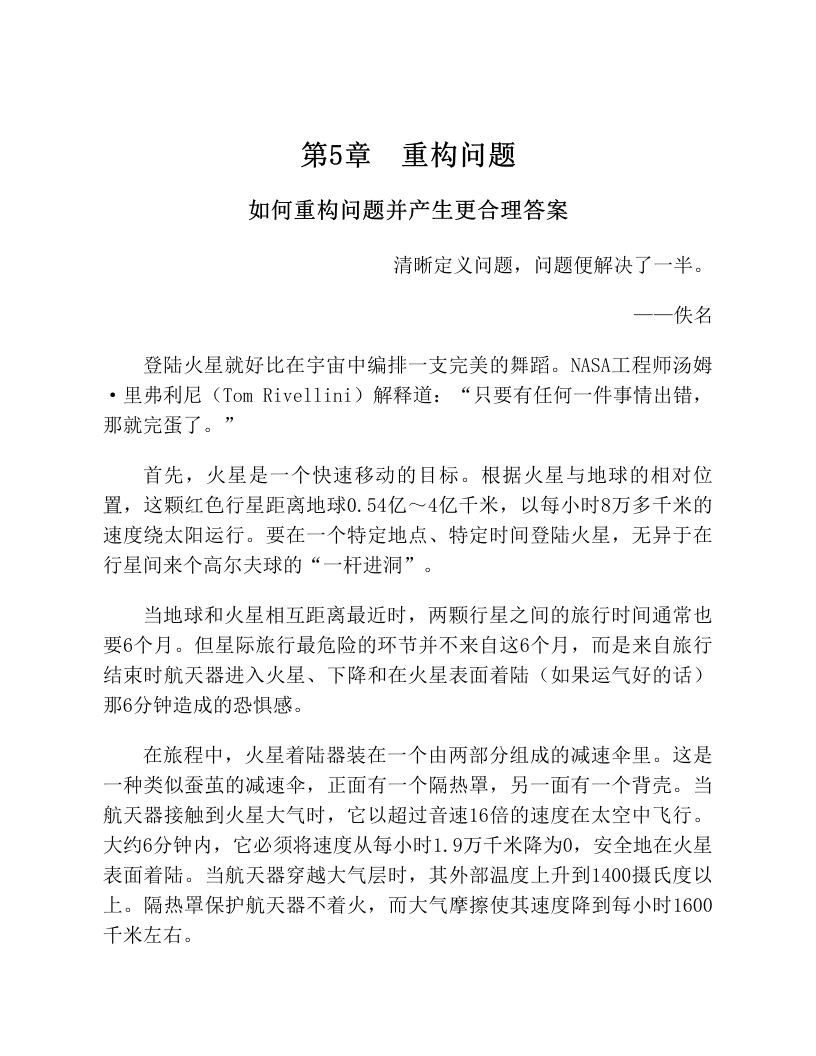 第5章　重构问题
如何重构问题并产生更合理答案
清晰定义问题，问题便解决了一半。
——佚名
登陆火星就好比在宇宙中编排一支完美的舞蹈。NASA工程师汤姆
·里弗利尼（Tom Rivellini）解释道：“只要有任何一件事情出错，
那就完蛋了。”
首先，火星是一个快速移动的目标。根据火星与地球的相对位
置，这颗红色行星距离地球0.54亿～4亿千米，以每小时8万多千米的
速度绕太阳运行。要在一个特定地点、特定时间登陆火星，无异于在
行星间来个高尔夫球的“一杆进洞”。
当地球和火星相互距离最近时，两颗行星之间的旅行时间通常也
要6个月。但星际旅行最危险的环节并不来自这6个月，而是来自旅行
结束时航天器进入火星、下降和在火星表面着陆（如果运气好的话）
那6分钟造成的恐惧感。
在旅程中，火星着陆器装在一个由两部分组成的减速伞里。这是
一种类似蚕茧的减速伞，正面有一个隔热罩，另一面有一个背壳。当
航天器接触到火星大气时，它以超过音速16倍的速度在太空中飞行。
大约6分钟内，它必须将速度从每小时1.9万千米降为0，安全地在火星
表面着陆。当航天器穿越大气层时，其外部温度上升到1400摄氏度以
上。隔热罩保护航天器不着火，而大气摩擦使其速度降到每小时1600
千米左右。